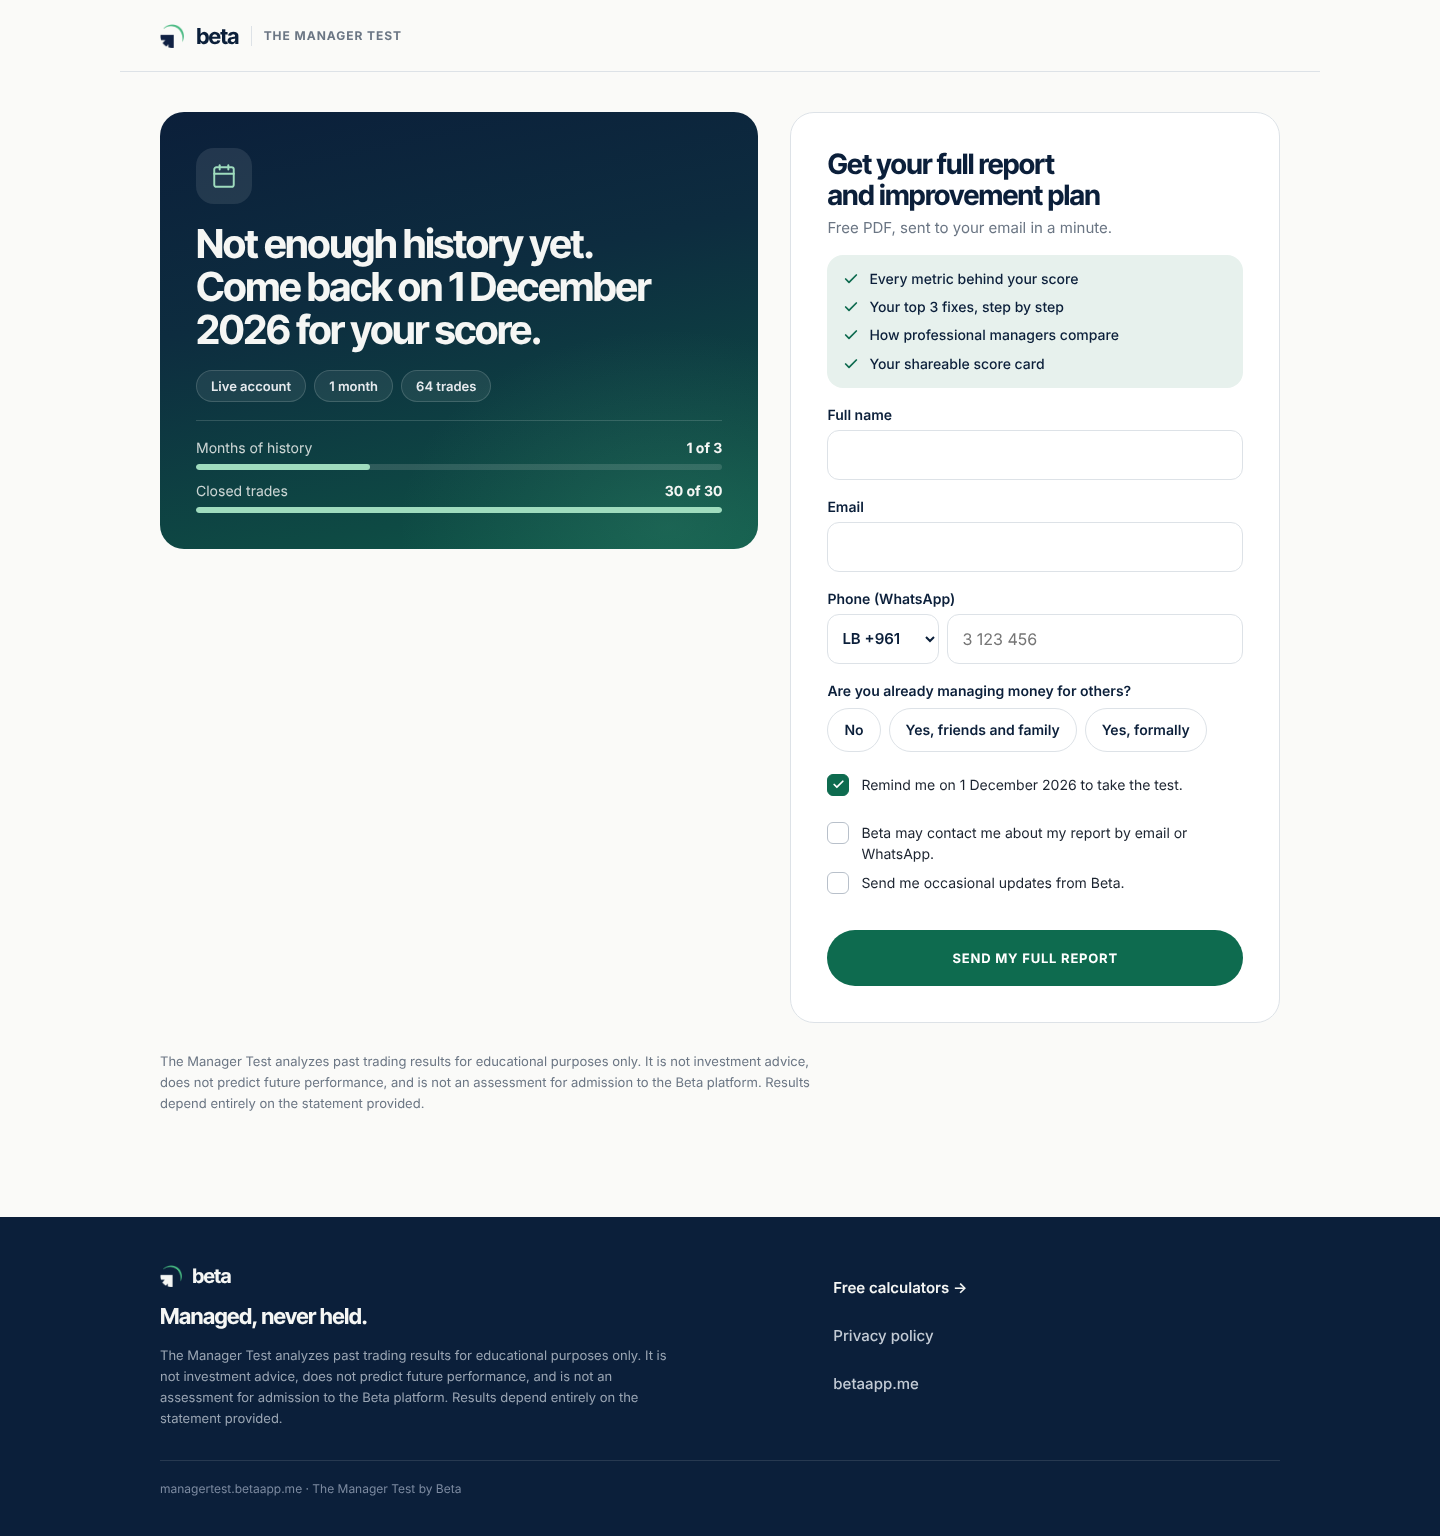 beta
THE MANAGER TEST
Not enough history yet.
Come back on 1 December
2026 for your score.
Live account
1 month
64 trades
Months of history
1 of 3
Closed trades
30 of 30
Get your full report
and improvement plan
Free PDF, sent to your email in a minute.
Every metric behind your score
Your top 3 fixes, step by step
How professional managers compare
Your shareable score card
Full name
Email
Phone (WhatsApp)
LB +961
3 123 456
Are you already managing money for others?
No
Yes, friends and family
Yes, formally
Remind me on 1 December 2026 to take the test.
Beta may contact me about my report by email or
WhatsApp.
Send me occasional updates from Beta.
SEND MY FULL REPORT
The Manager Test analyzes past trading results for educational purposes only. It is not investment advice,
does not predict future performance, and is not an assessment for admission to the Beta platform. Results
depend entirely on the statement provided.
beta
Managed, never held.
The Manager Test analyzes past trading results for educational purposes only. It is
not investment advice, does not predict future performance, and is not an
assessment for admission to the Beta platform. Results depend entirely on the
statement provided.
Free calculators →
Privacy policy
betaapp.me
managertest.betaapp.me · The Manager Test by Beta